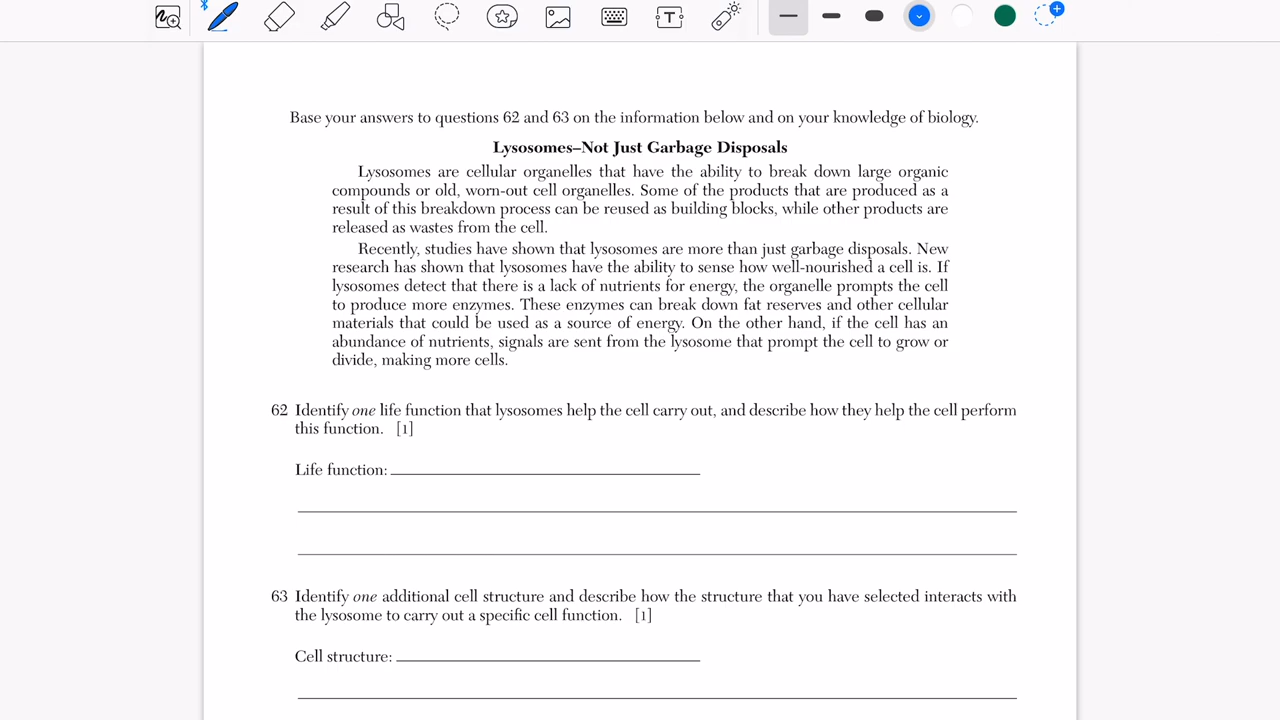 T
Base your answers to questions 62 and 63 on the information below and on your knowledge of biology.
Lysosomes–Not Just Garbage Disposals
Lysosomes are cellular organelles that have the ability to break down large organic
compounds or old, worn-out cell organelles. Some of the products that are produced as a
result of this breakdown process can be reused as building blocks, while other products are
released as wastes from the cell.
Recently, studies have shown that lysosomes are more than just garbage disposals. New
research has shown that lysosomes have the ability to sense how well-nourished a cell is. If
lysosomes detect that there is a lack of nutrients for energy, the organelle prompts the cell
to produce more enzymes. These enzymes can break down fat reserves and other cellular
materials that could be used as a source of energy. On the other hand, if the cell has an
abundance of nutrients, signals are sent from the lysosome that prompt the cell to grow or
divide, making more cells.
62 Identify one life function that lysosomes help the cell carry out, and describe how they help the cell perform
this function. [1]
Life function:
63 Identify one additional cell structure and describe how the structure that you have selected interacts with
the lysosome to carry out a specific cell function. [1]
Cell structure: